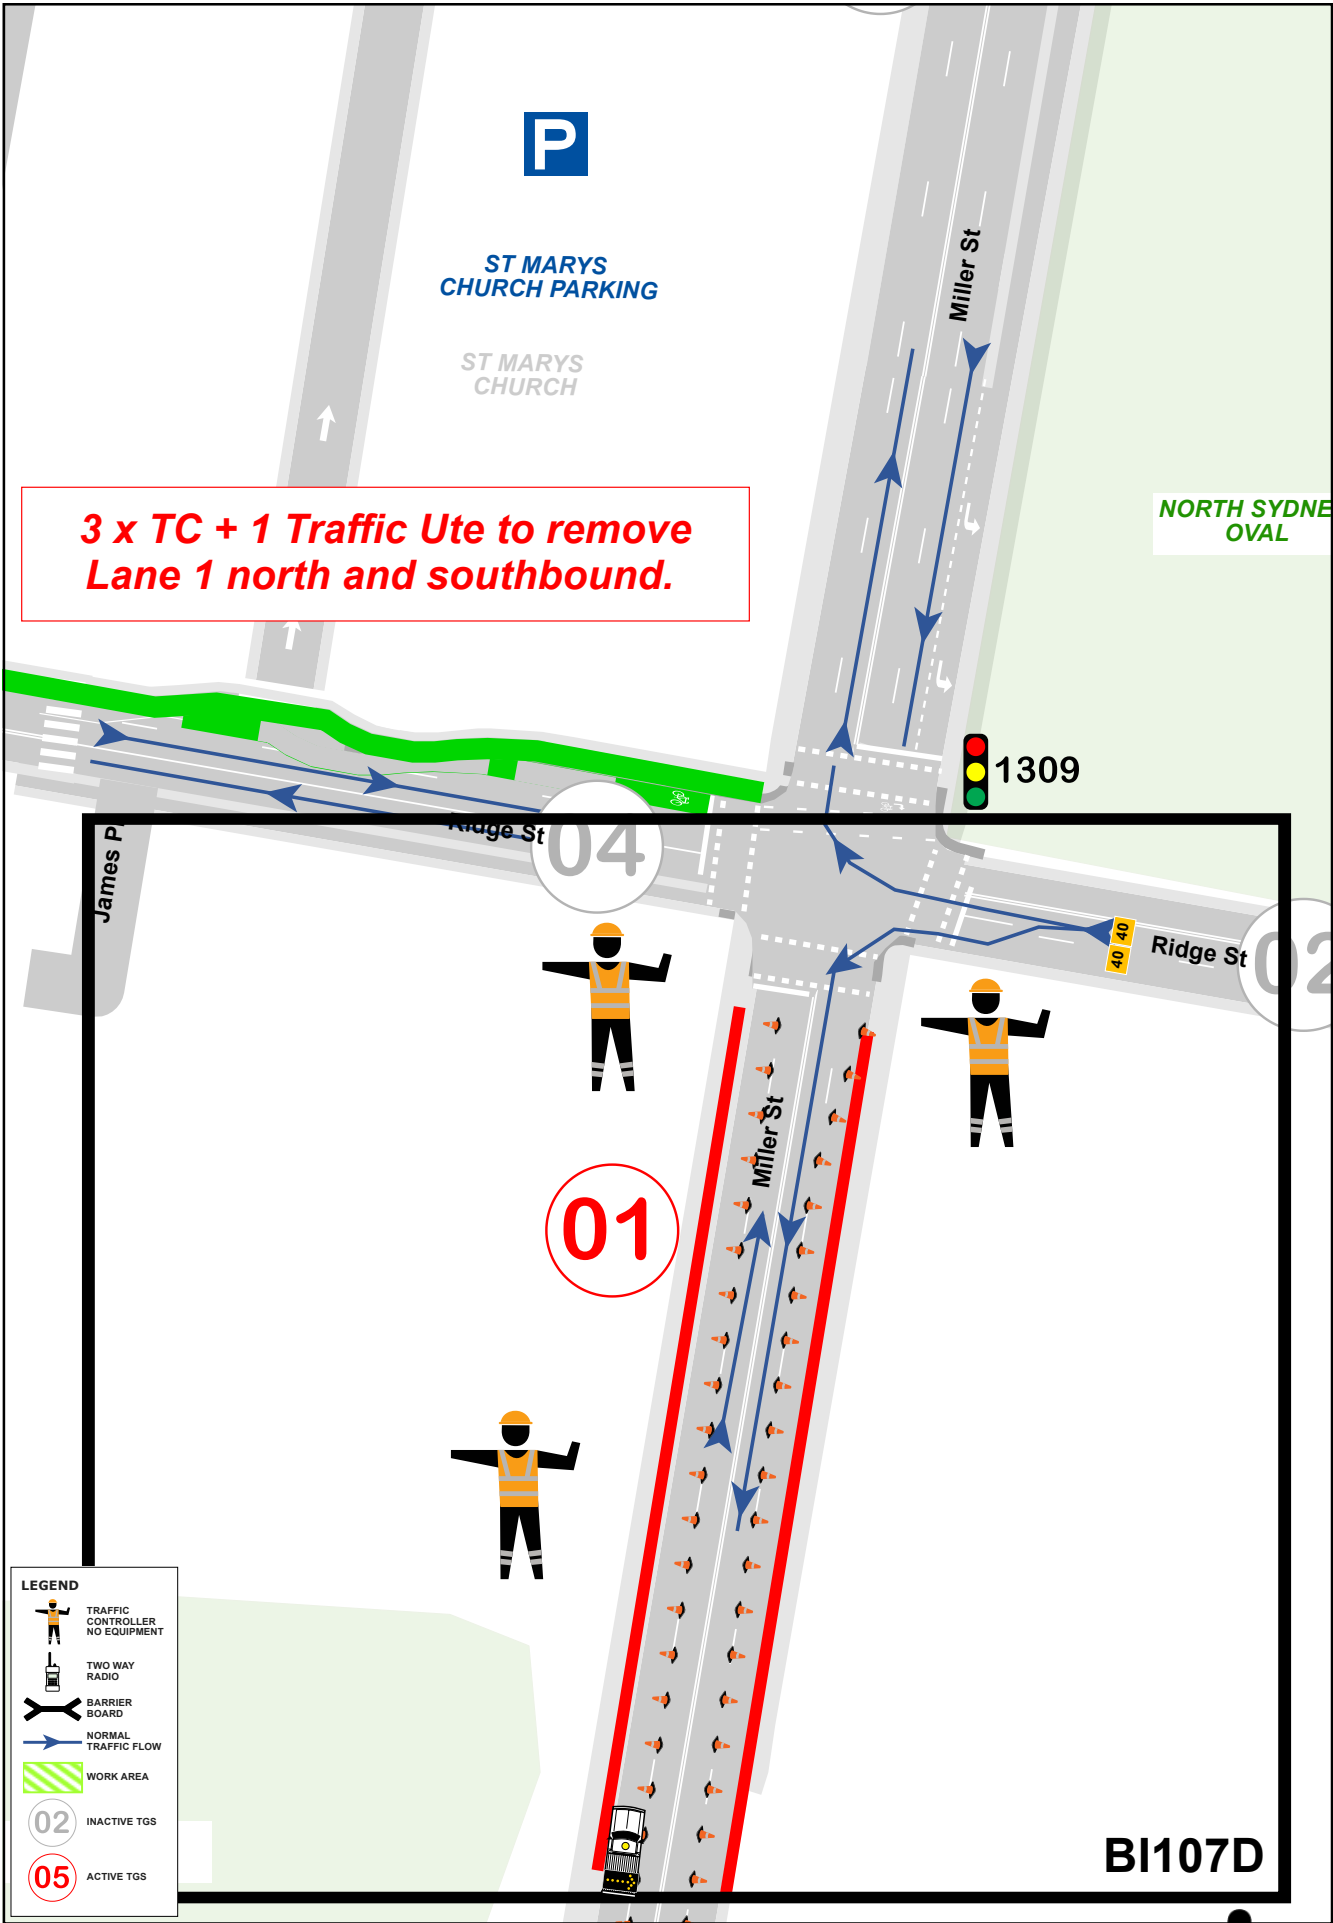 P
ST MARYS
CHURCH PARKING
ST MARYS
CHURCH
Miller St
3 x TC + 1 Traffic Ute to remove
Lane 1 north and southbound.
NORTH SYDNE
OVAL
1309
Ridge St
04
James P
40
40
Ridge St
02
Miller St
01
LEGEND
TRAFFIC
CONTROLLER
NO EQUIPMENT
TWO WAY
RADIO
BARRIER
BOARD
NORMAL
TRAFFIC FLOW
WORK AREA
02
INACTIVE TGS
05
ACTIVE TGS
BI107D